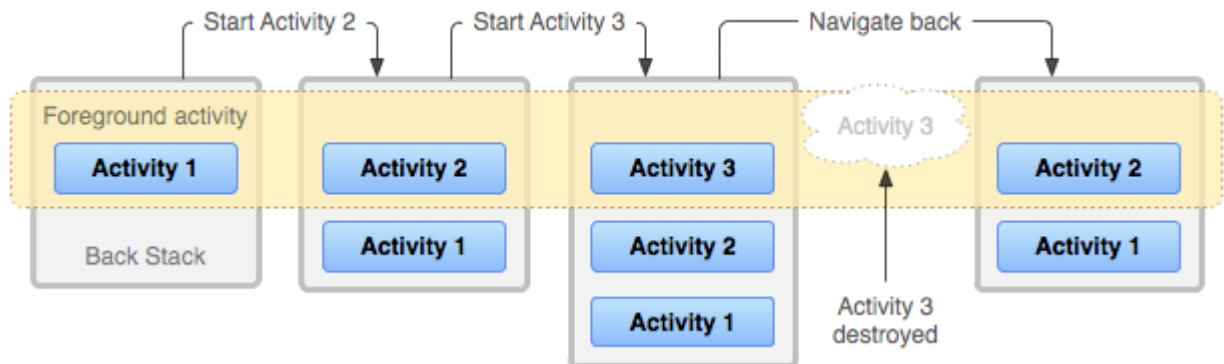 Start Activity 2
Start Activity 3
Navigate back
Foreground activity
Activity 1
Back Stack
Activity 2
Activity 1
Activity 3
Activity 2
Activity 1
Activity 3
Activity 3
destroyed
Activity 2
Activity 1